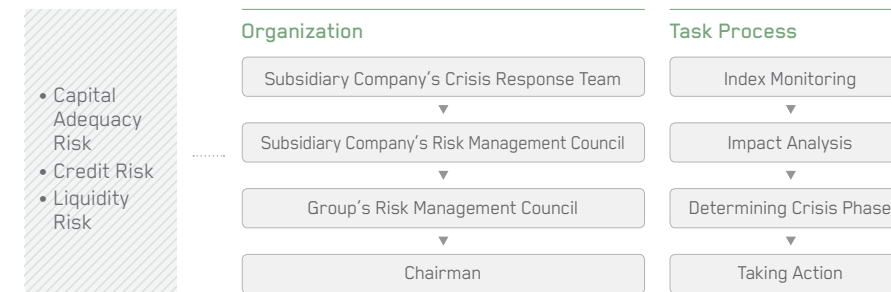 • Capital
Adequacy
Risk
• Credit Risk
• Liquidity
Risk
Organization
Subsidiary Company's Crisis Response Team
Subsidiary Company's Risk Management Council
Group's Risk Management Council
Chairman
Task Process
Index Monitoring
Impact Analysis
Determining Crisis Phase
Taking Action